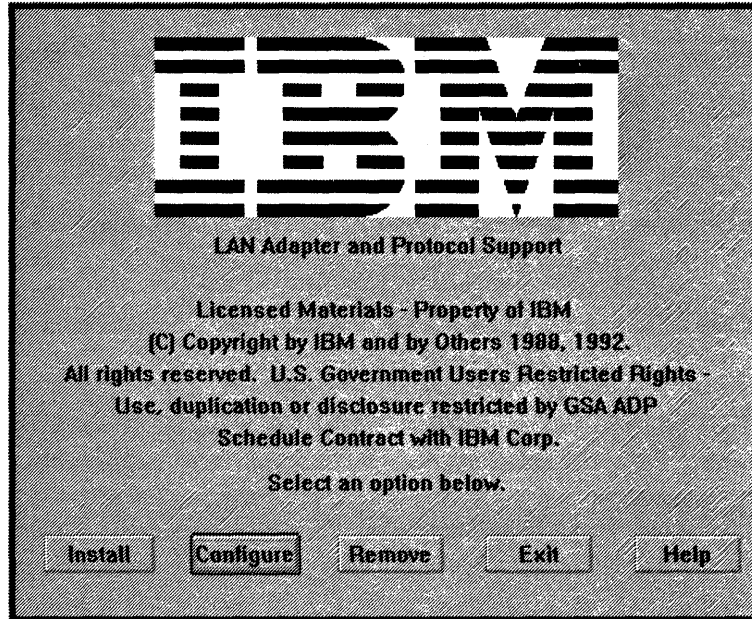 IBM
LAN Adapter and Protocol Support
Licensed Materials - Property of IBM
(C) Copyright by IBM and by Others 1988, 1992.
All rights reserved. U.S. Government Users Restricted Rights -
Use, duplication or disclosure restricted by GSA ADP
Schedule Contract with IBM Corp.
Select an option below.
Install Configure Remove Exit Help